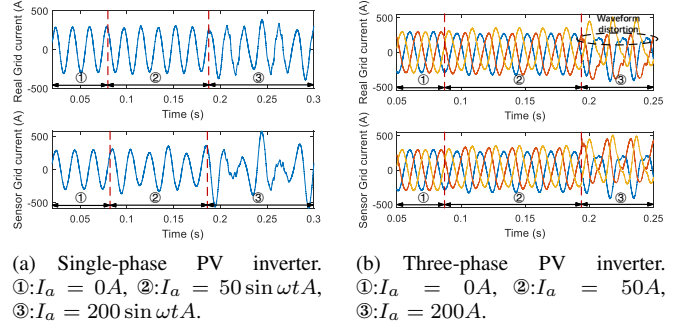 Real Grid current (A)
500
0
-500
① ② ③
0.05 0.1 0.15 0.2 0.25 0.3
Time (s)
Sensor Grid current (A)
500
0
-500
① ② ③
0.05 0.1 0.15 0.2 0.25 0.3
Time (s)
(a) Single-phase PV inverter.
①:Ia = 0A, ②:Ia = 50 sin ωtA,
③:Ia = 200 sin ωtA.
Real Grid current (A)
500
0
-500
Waveform
distortion
① ② ③
0.05 0.1 0.15 0.2 0.25
Time (s)
Sensor Grid current (A)
500
0
-500
① ② ③
0.05 0.1 0.15 0.2 0.25
Time (s)
(b) Three-phase PV inverter.
①:Ia = 0A, ②:Ia = 50A,
③:Ia = 200A.